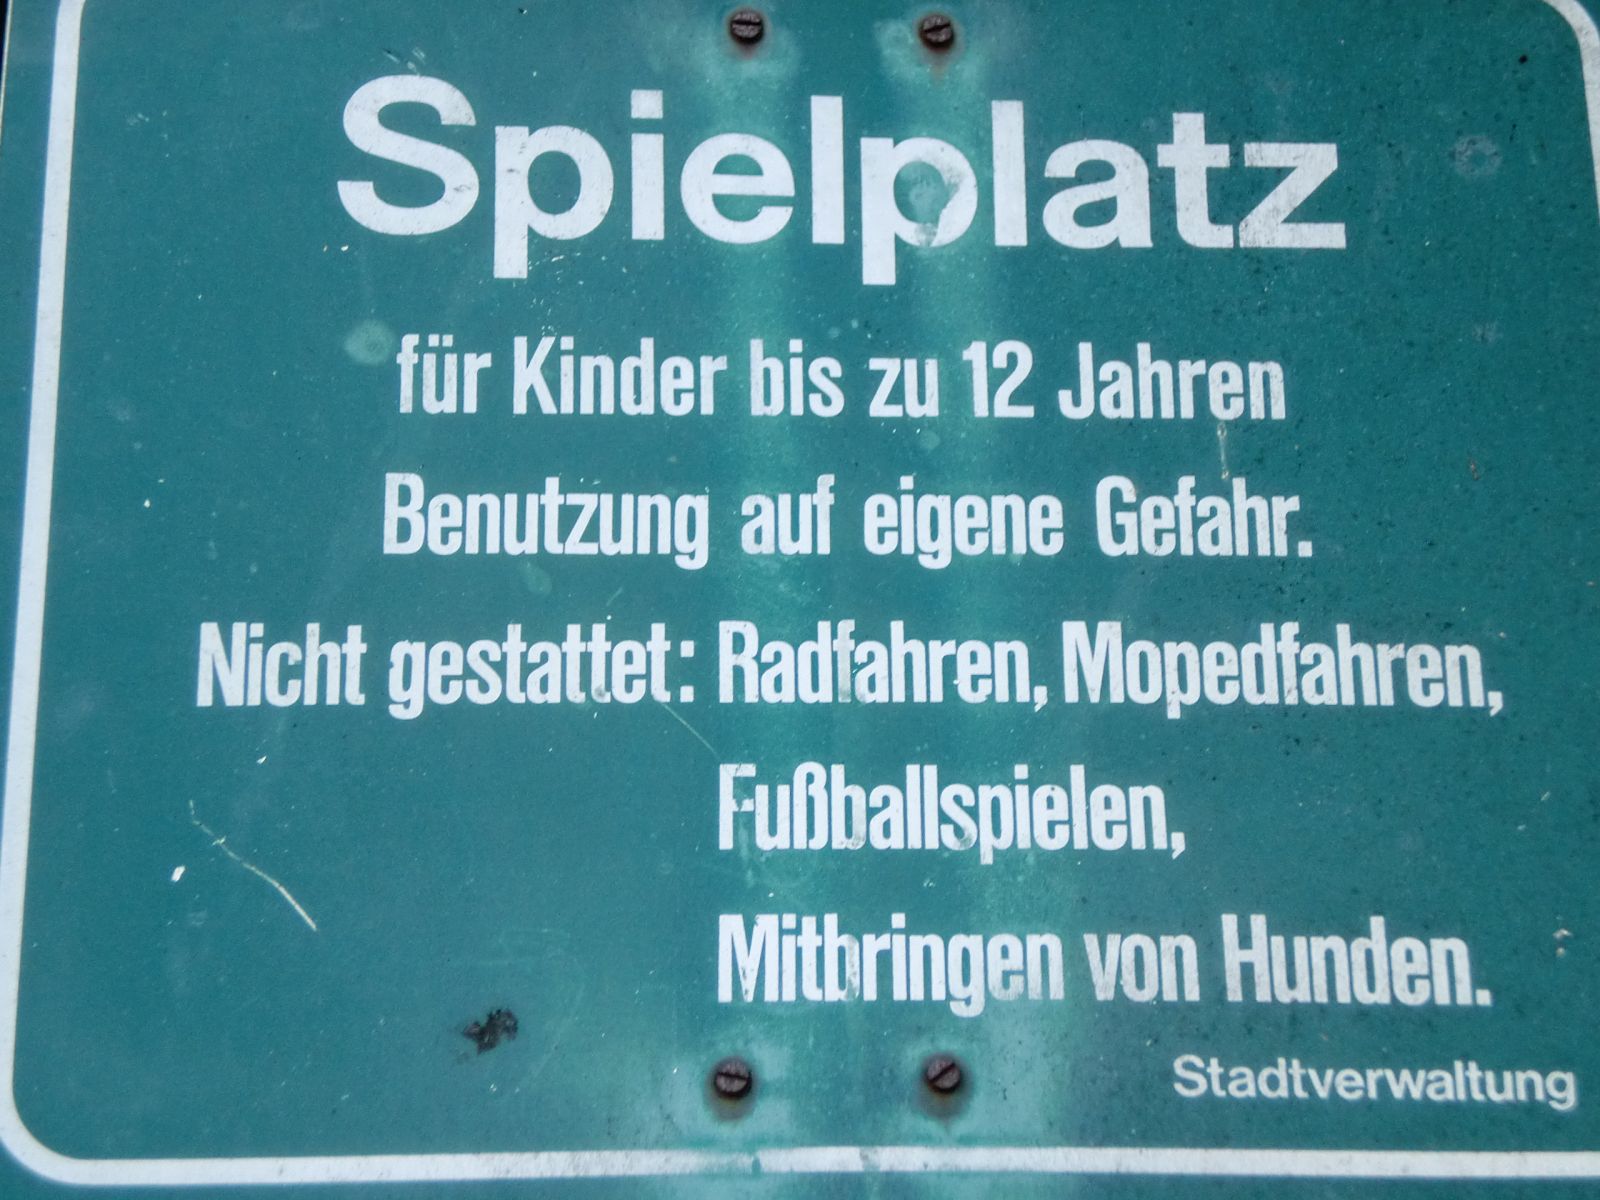 Spielplatz
für Kinder bis zu 12 Jahren
Benutzung auf eigene Gefahr.
Nicht gestattet: Radfahren, Mopedfahren,
Fußballspielen,
Mitbringen von Hunden.
Stadtverwaltung